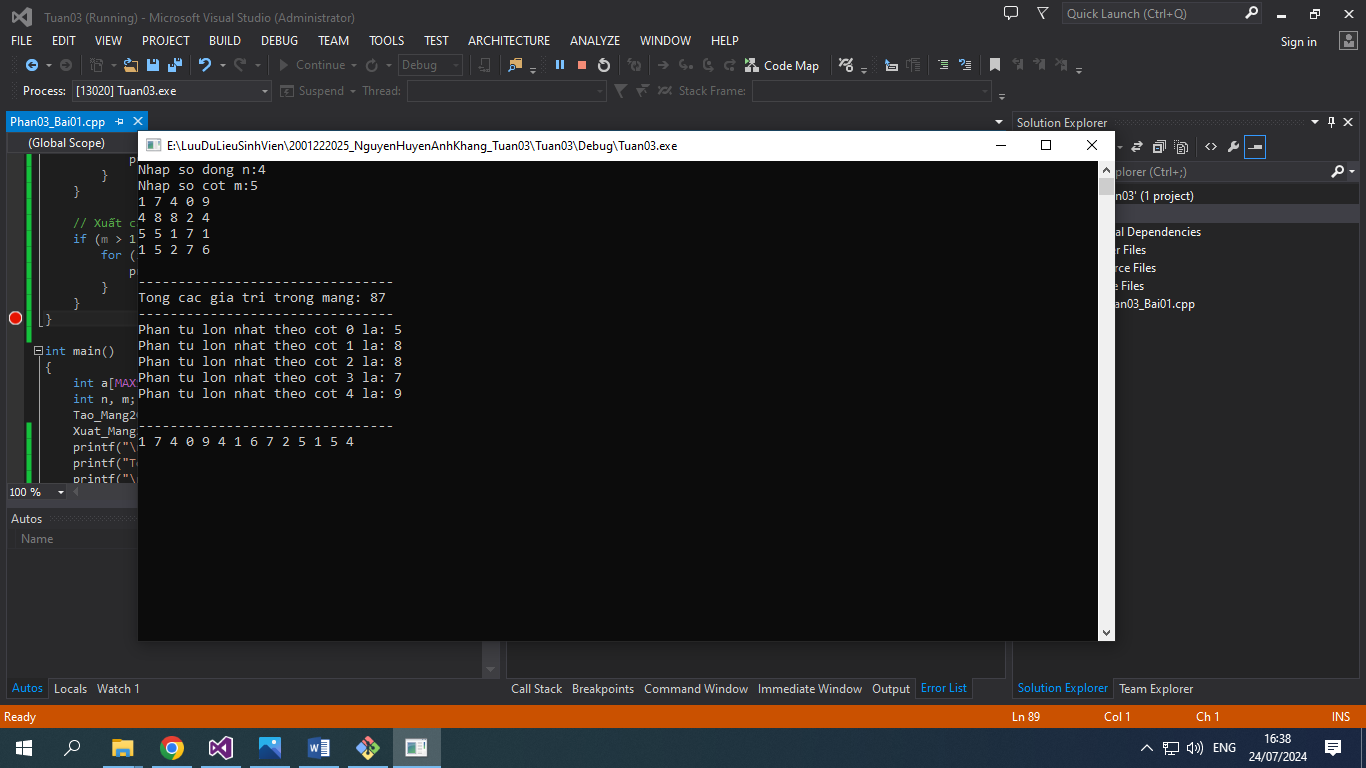 Tuan03 (Running) - Microsoft Visual Studio (Administrator)
Quick Launch (Ctrl+Q)
FILE EDIT VIEW PROJECT BUILD DEBUG TEAM TOOLS TEST ARCHITECTURE ANALYZE WINDOW HELP
Sign in
Continue Debug Code Map
Process: [13020] Tuan03.exe Suspend Thread: Stack Frame:
Phan03_Bai01.cpp
Solution Explorer
(Global Scope)
E:\LuuDuLieuSinhVien\2001222025_NguyenHuyenAnhKhang_Tuan03\Tuan03\Debug\Tuan03.exe
Nhap so dong n:4
Nhap so cot m:5
1 7 4 0 9
4 8 8 2 4
5 5 1 7 1
1 5 2 7 6
--------------------------------
Tong cac gia tri trong mang: 87
--------------------------------
Phan tu lon nhat theo cot 0 la: 5
Phan tu lon nhat theo cot 1 la: 8
Phan tu lon nhat theo cot 2 la: 8
Phan tu lon nhat theo cot 3 la: 7
Phan tu lon nhat theo cot 4 la: 9
--------------------------------
1 7 4 0 9 4 1 6 7 2 5 1 5 4
p
}
}
// Xuất c
if (m > 1
for (
p
}
}
}
int main()
{
int a[MAX
int n, m;
Tao_Mang2
Xuat_Mang
printf("\
printf("T
printf("\
100 %
plorer (Ctrl+;)
n03' (1 project)
al Dependencies
r Files
rce Files
e Files
an03_Bai01.cpp
Autos
Name
Autos Locals Watch 1
Call Stack Breakpoints Command Window Immediate Window Output Error List
Solution Explorer Team Explorer
Ready Ln 89 Col 1 Ch 1 INS
ENG
16:38
24/07/2024